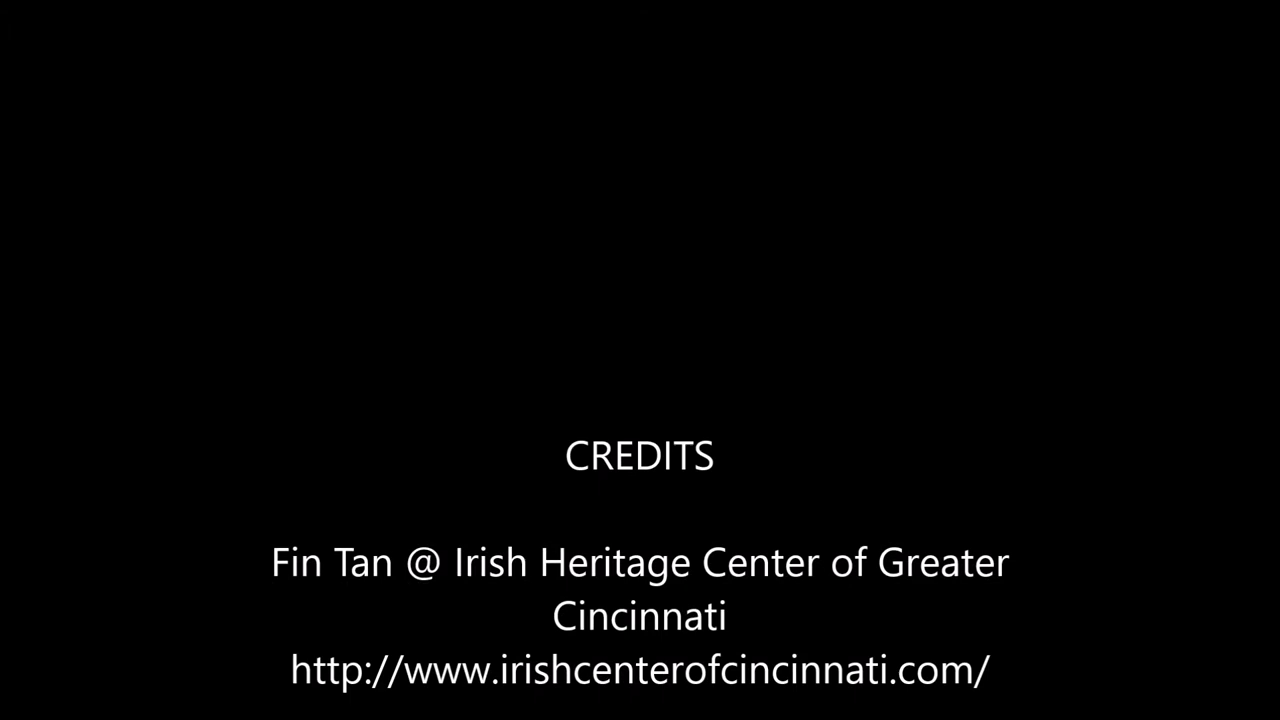 CREDITS
Fin Tan @ Irish Heritage Center of Greater
Cincinnati
http://www.irishcenterofcincinnati.com/